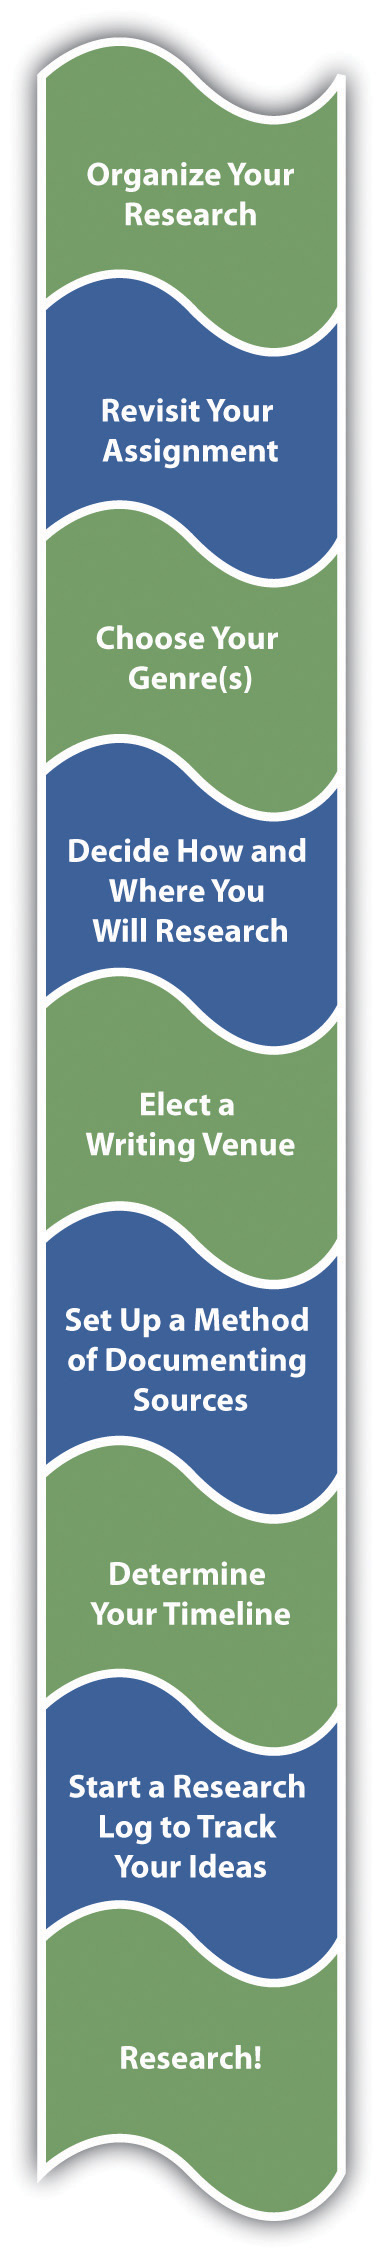 Organize Your
Research
Revisit Your
Assignment
Choose Your
Genre(s)
Decide How and
Where You
Will Research
Elect a
Writing Venue
Set Up a Method
of Documenting
Sources
Determine
Your Timeline
Start a Research
Log to Track
Your Ideas
Research!